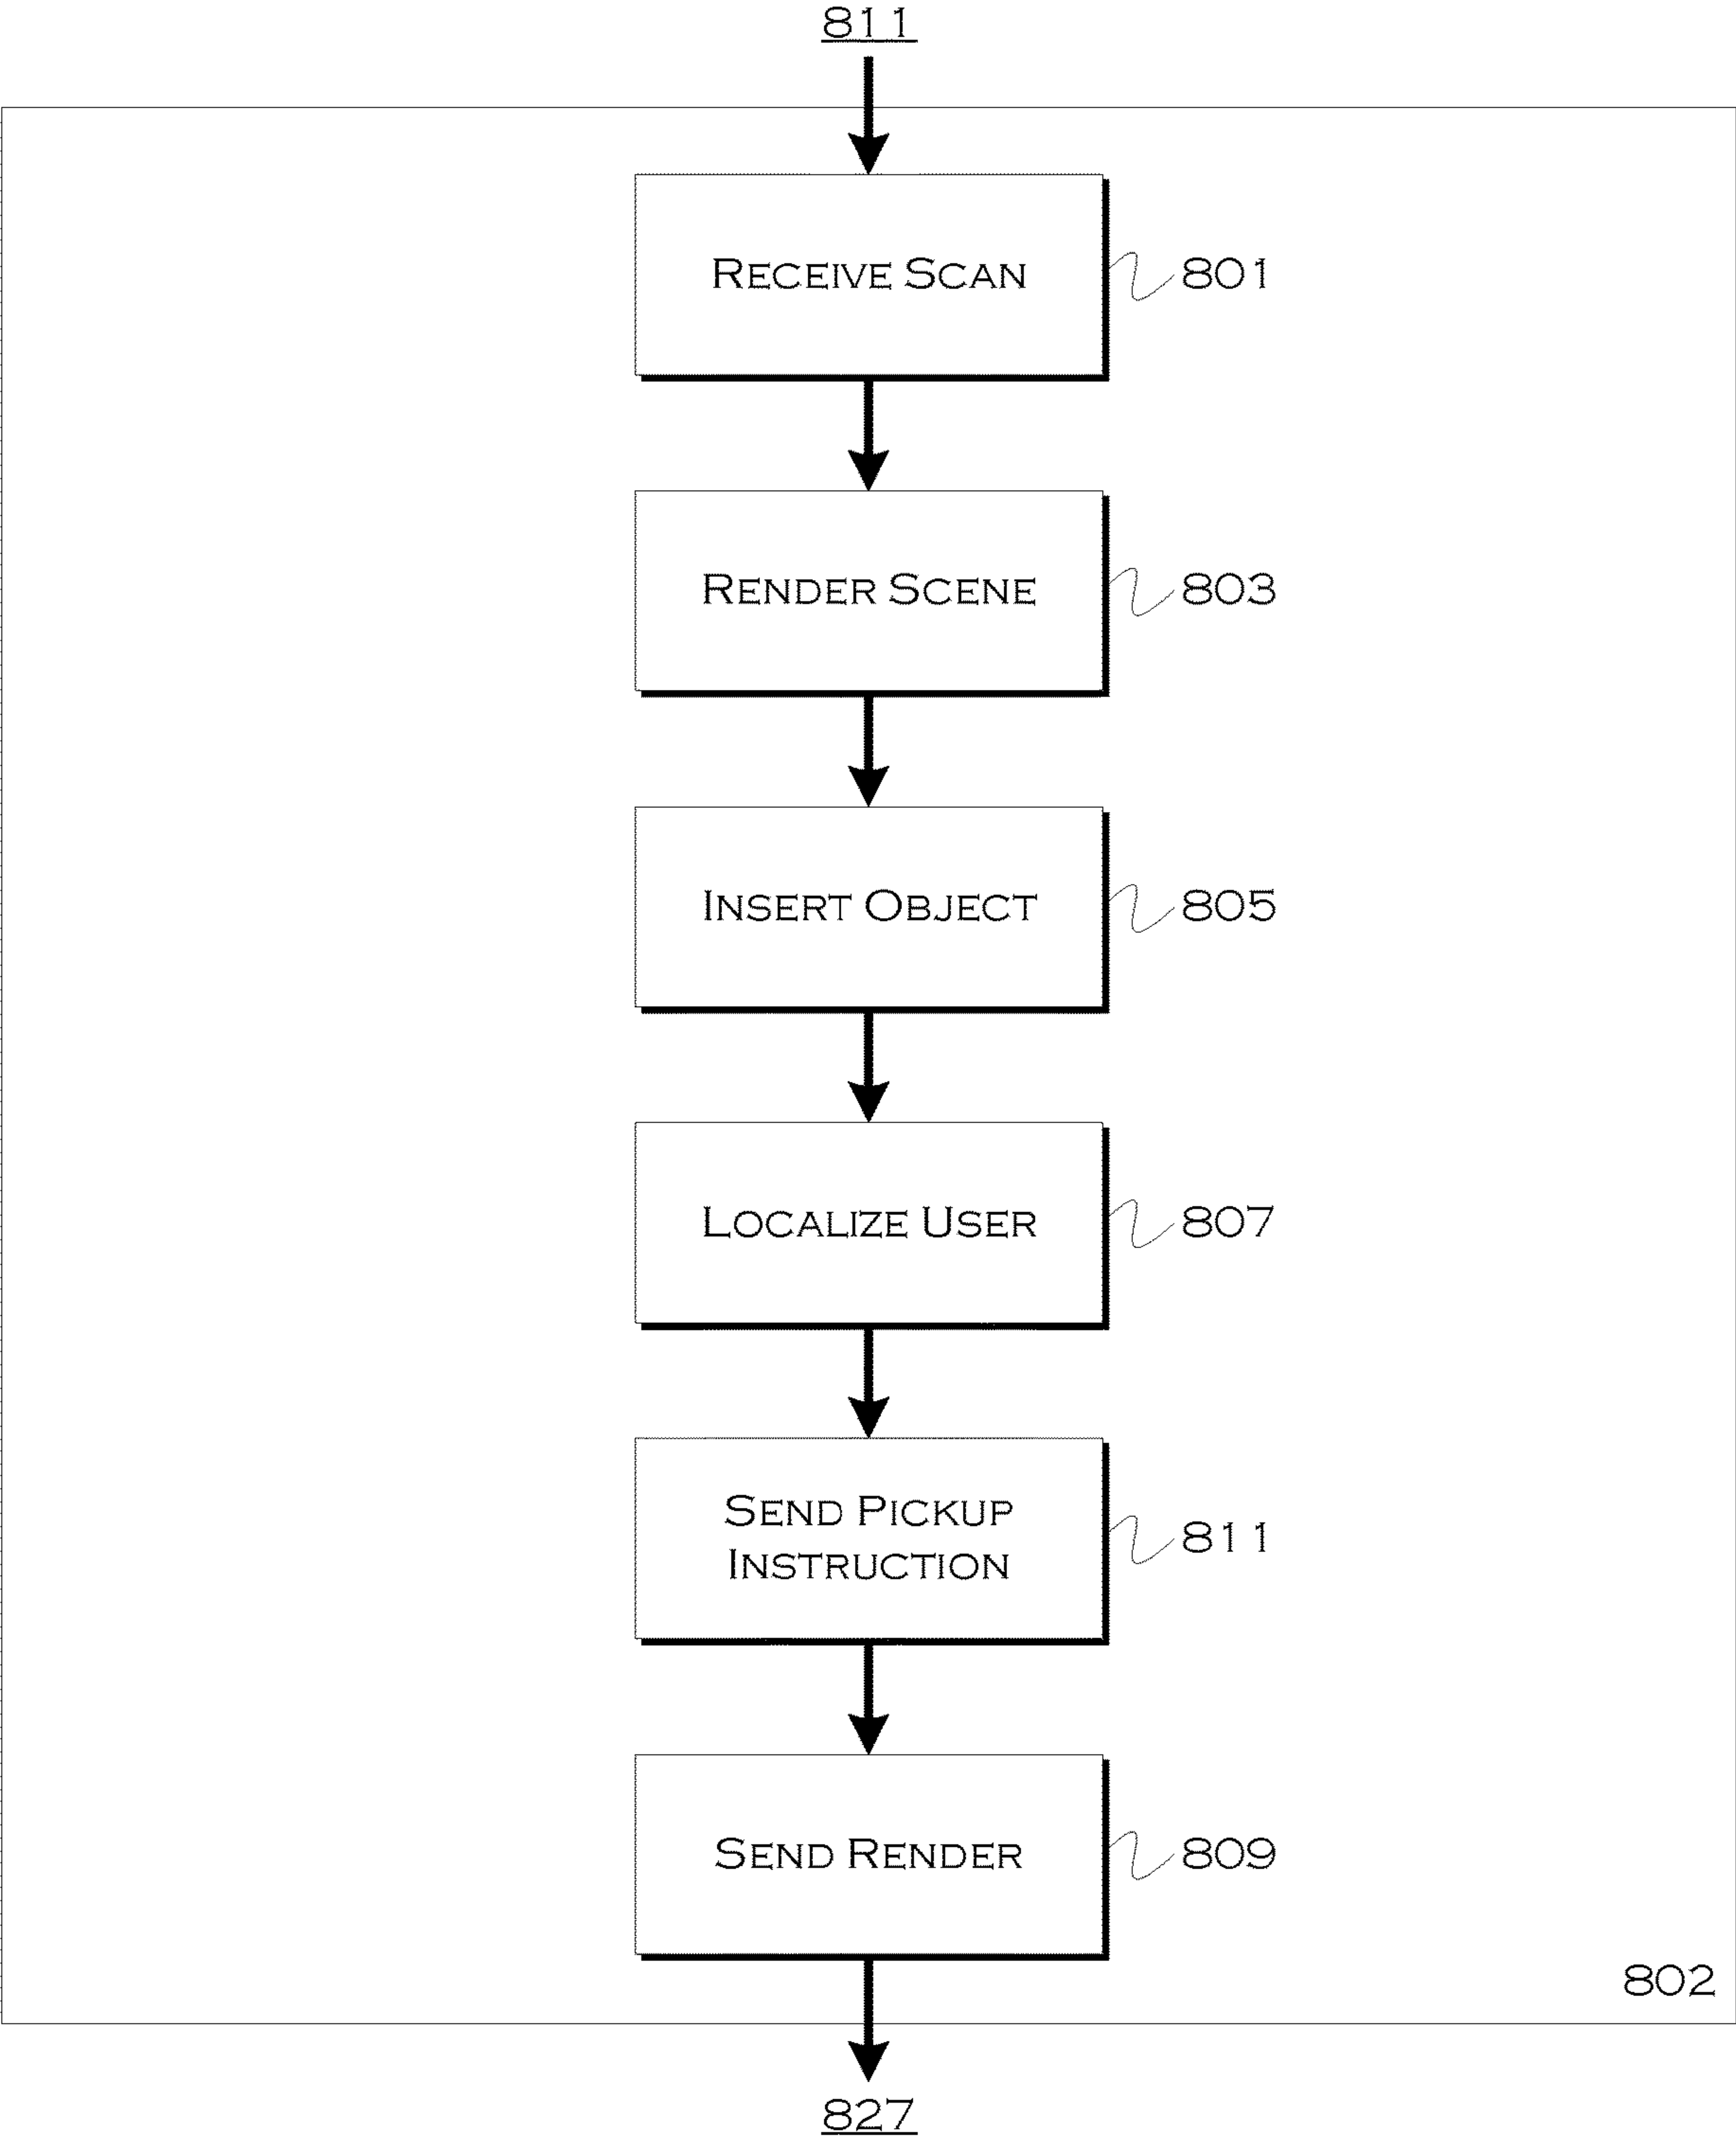 811
RECEIVE SCAN
801
RENDER SCENE
803
INSERT OBJECT
805
LOCALIZE USER
807
SEND PICKUP
INSTRUCTION
811
SEND RENDER
809
802
827